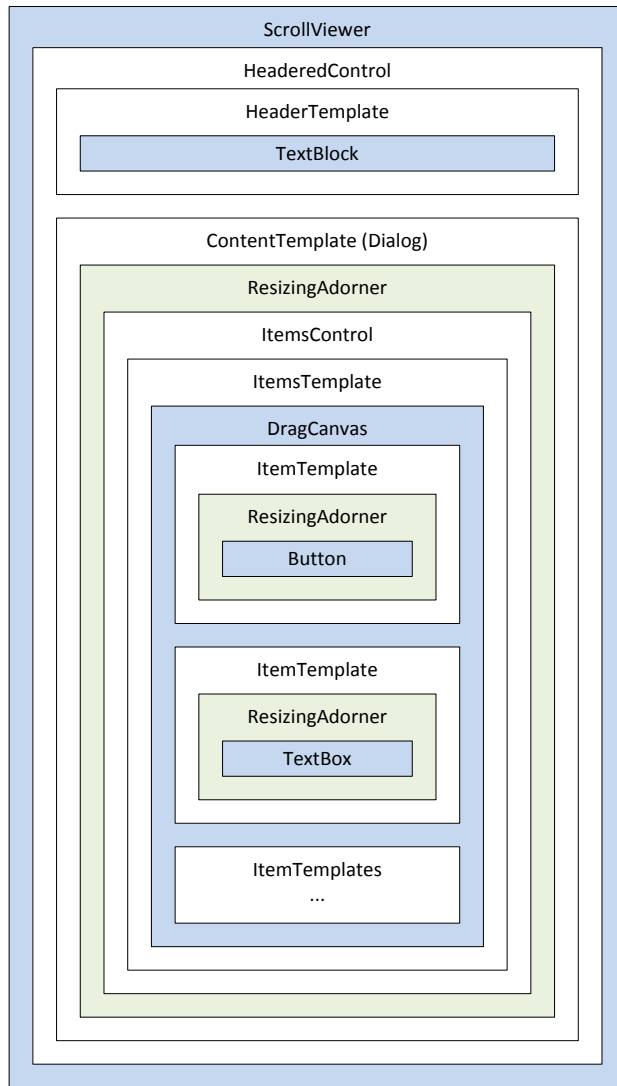 ScrollViewer
HeaderedControl
HeaderTemplate
TextBlock
ContentTemplate (Dialog)
ResizingAdorner
ItemsControl
ItemsTemplate
DragCanvas
ItemTemplate
ResizingAdorner
Button
ItemTemplate
ResizingAdorner
TextBox
ItemTemplates
...